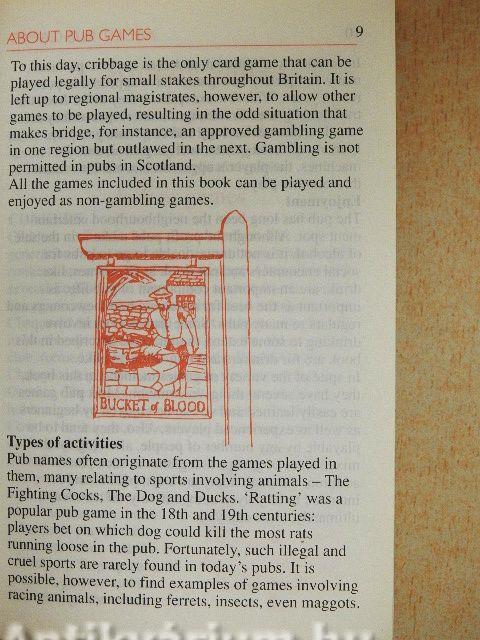 ABOUT PUB GAMES 9
To this day, cribbage is the only card game that can be
played legally for small stakes throughout Britain. It is
left up to regional magistrates, however, to allow other
games to be played, resulting in the odd situation that
makes bridge, for instance, an approved gambling game
in one region but outlawed in the next. Gambling is not
permitted in pubs in Scotland.
All the games included in this book can be played and
enjoyed as non-gambling games.
BUCKET of BLOOD
Types of activities
Pub names often originate from the games played in
them, many relating to sports involving animals – The
Fighting Cocks, The Dog and Ducks. ‘Ratting’ was a
popular pub game in the 18th and 19th centuries:
players bet on which dog could kill the most rats
running loose in the pub. Fortunately, such illegal and
cruel sports are rarely found in today's pubs. It is
possible, however, to find examples of games involving
racing animals, including ferrets, insects, even maggots.
Antikvárium.hu